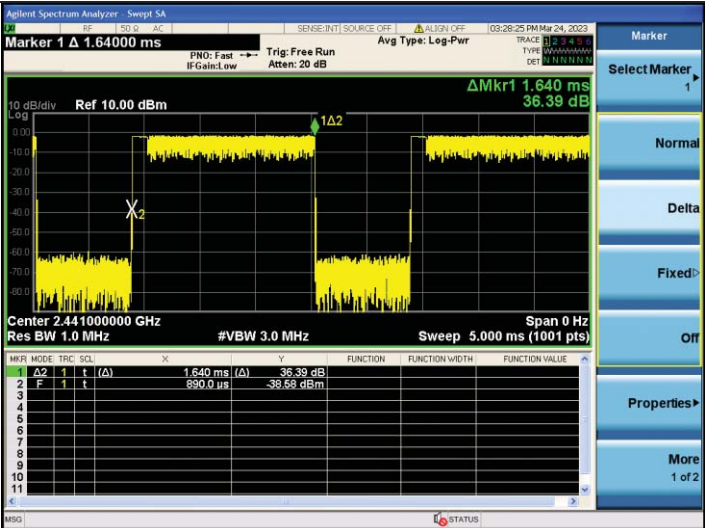 Agilent Spectrum Analyzer - Swept SA
RF 50 Ω AC SENSE:INT SOURCE OFF ALIGN OFF 03:28:25 PM Mar 24, 2023
Marker 1 Δ 1.64000 ms
PNO: Fast
IFGain:Low
Trig: Free Run
Atten: 20 dB
Avg Type: Log-Pwr
TRACE 1 2 3 4 5 6
TYPE
DET N N N N N N
ΔMkr1 1.640 ms
36.39 dB
10 dB/div Ref 10.00 dBm
Log
0.00
-10.0
-20.0
-30.0
-40.0
-50.0
-60.0
-70.0
-80.0
1Δ2
X2
Center 2.441000000 GHz Span 0 Hz
Res BW 1.0 MHz #VBW 3.0 MHz Sweep 5.000 ms (1001 pts)
MKR MODE TRC SCL X Y FUNCTION FUNCTION WIDTH FUNCTION VALUE
1 Δ2 1 t (Δ) 1.640 ms (Δ) 36.39 dB
2 F 1 t 890.0 µs -38.58 dBm
3
4
5
6
7
8
9
10
11
MSG STATUS
Marker
Select Marker
1
Normal
Delta
Fixed
Off
Properties
More
1 of 2